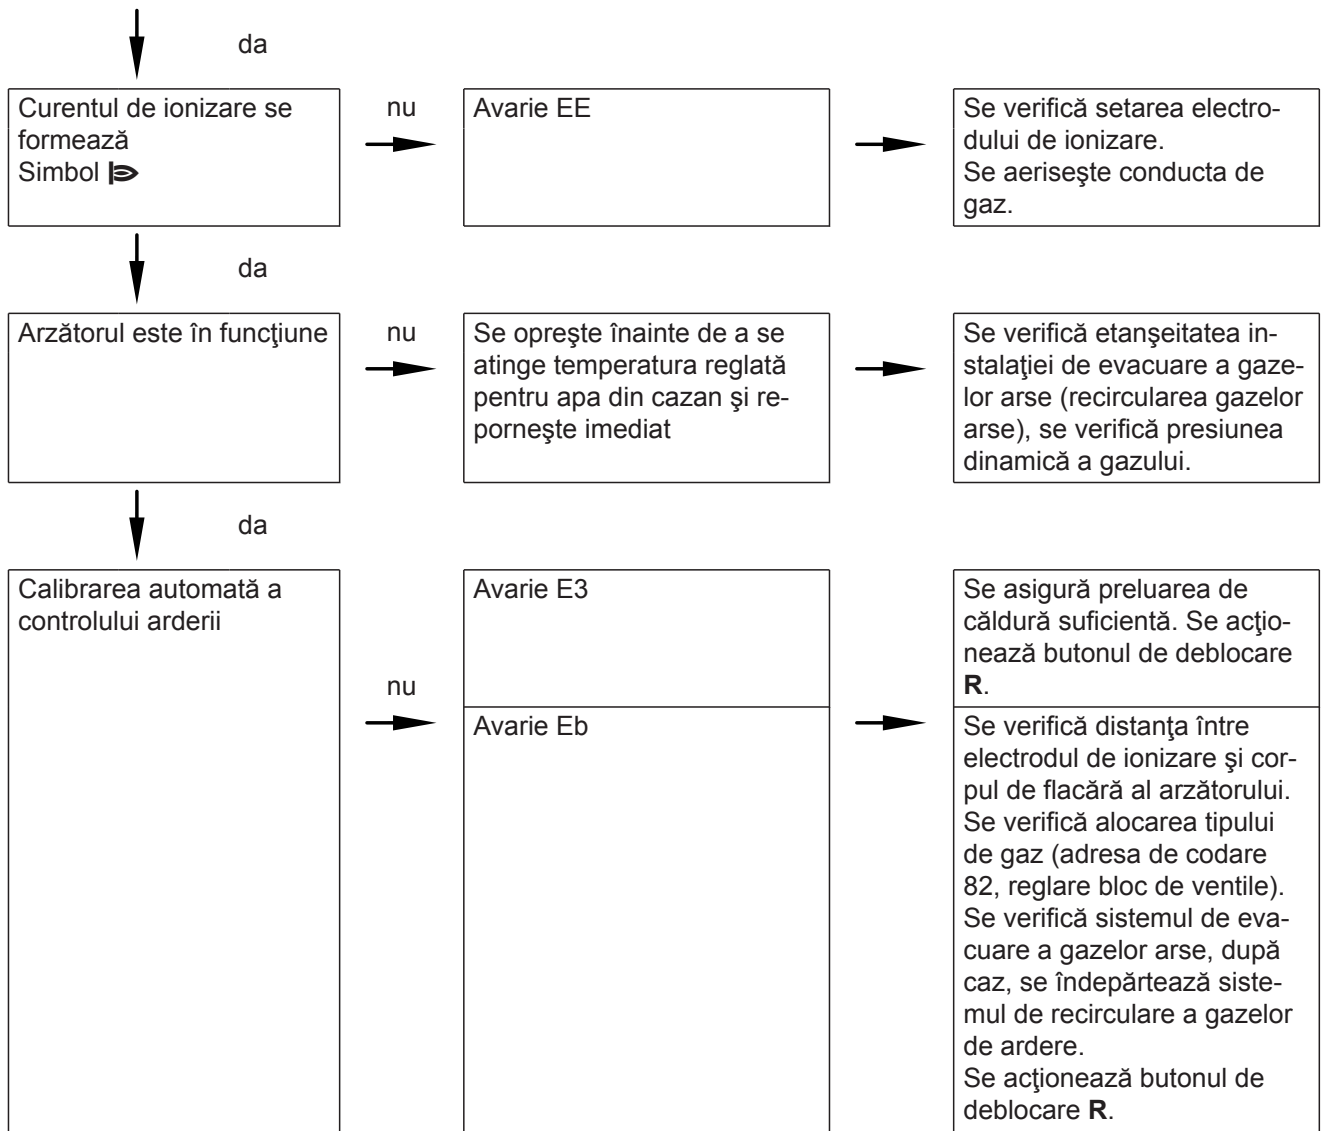 da
Curentul de ionizare se
formează
Simbol
nu
Avarie EE
Se verifică setarea electro-
dului de ionizare.
Se aeriseşte conducta de
gaz.
da
Arzătorul este în funcţiune
nu
Se opreşte înainte de a se
atinge temperatura reglată
pentru apa din cazan şi re-
porneşte imediat
Se verifică etanşeitatea in-
stalaţiei de evacuare a gaze-
lor arse (recircularea gazelor
arse), se verifică presiunea
dinamică a gazului.
da
Calibrarea automată a
controlului arderii
nu
Avarie E3
Se asigură preluarea de
căldură suficientă. Se acţio-
nează butonul de deblocare
R.
Avarie Eb
Se verifică distanţa între
electrodul de ionizare şi cor-
pul de flacără al arzătorului.
Se verifică alocarea tipului
de gaz (adresa de codare
82, reglare bloc de ventile).
Se verifică sistemul de eva-
cuare a gazelor arse, după
caz, se îndepărtează siste-
mul de recirculare a gazelor
de ardere.
Se acţionează butonul de
deblocare R.